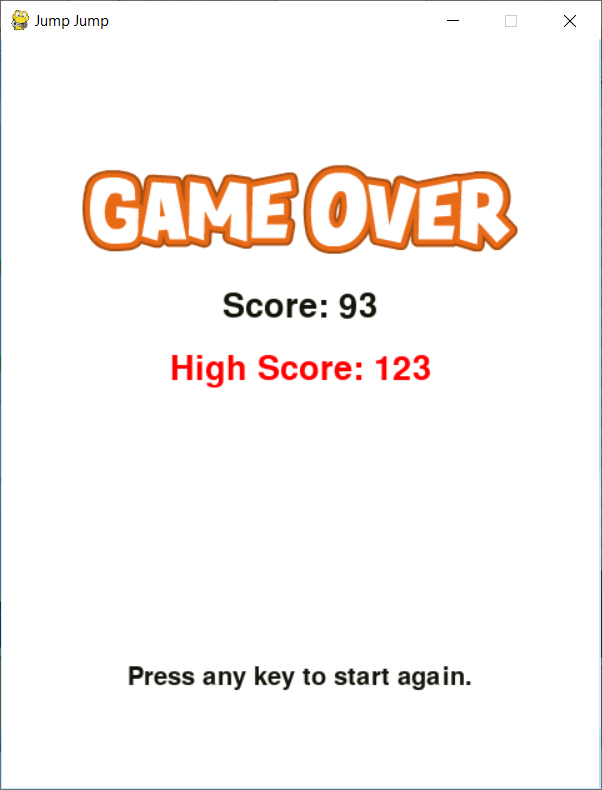 Jump Jump
GAME OVER
Score: 93
High Score: 123
Press any key to start again.